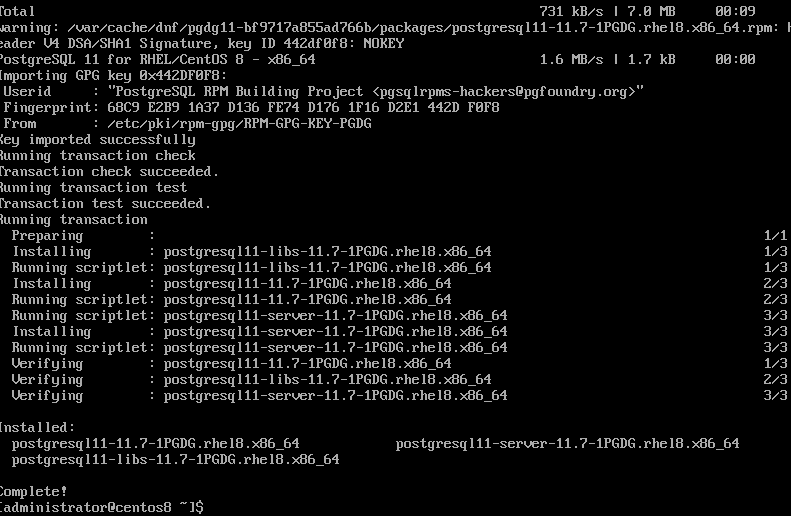 Total 731 kB/s | 7.0 MB 00:09
warning: /var/cache/dnf/pgdg11-bf9717a855ad766b/packages/postgresql11-11.7-1PGDG.rhel8.x86_64.rpm: H
eader V4 DSA/SHA1 Signature, key ID 442df0f8: NOKEY
PostgreSQL 11 for RHEL/CentOS 8 - x86_64 1.6 MB/s | 1.7 kB 00:00
Importing GPG key 0x442DF0F8:
Userid : "PostgreSQL RPM Building Project <pgsqlrpms-hackers@pgfoundry.org>"
Fingerprint: 68C9 E2B9 1A37 D136 FE74 D176 1F16 D2E1 442D F0F8
From : /etc/pki/rpm-gpg/RPM-GPG-KEY-PGDG
Key imported successfully
Running transaction check
Transaction check succeeded.
Running transaction test
Transaction test succeeded.
Running transaction
Preparing : 1/1
Installing : postgresql11-libs-11.7-1PGDG.rhel8.x86_64 1/3
Running scriptlet: postgresql11-libs-11.7-1PGDG.rhel8.x86_64 1/3
Installing : postgresql11-11.7-1PGDG.rhel8.x86_64 2/3
Running scriptlet: postgresql11-11.7-1PGDG.rhel8.x86_64 2/3
Running scriptlet: postgresql11-server-11.7-1PGDG.rhel8.x86_64 3/3
Installing : postgresql11-server-11.7-1PGDG.rhel8.x86_64 3/3
Running scriptlet: postgresql11-server-11.7-1PGDG.rhel8.x86_64 3/3
Verifying : postgresql11-11.7-1PGDG.rhel8.x86_64 1/3
Verifying : postgresql11-libs-11.7-1PGDG.rhel8.x86_64 2/3
Verifying : postgresql11-server-11.7-1PGDG.rhel8.x86_64 3/3
Installed:
postgresql11-11.7-1PGDG.rhel8.x86_64 postgresql11-server-11.7-1PGDG.rhel8.x86_64
postgresql11-libs-11.7-1PGDG.rhel8.x86_64
Complete!
[administrator@centos8 ~]$